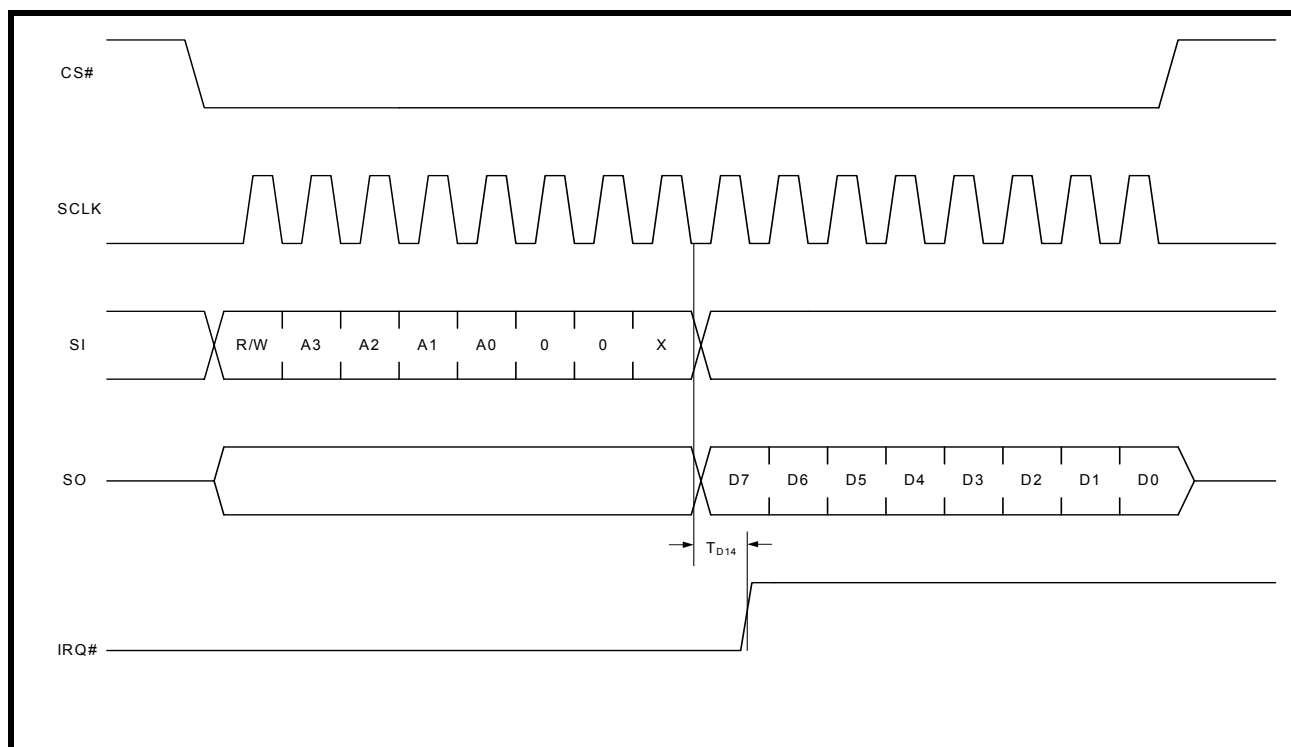 CS#
SCLK
SI
R/W A3 A2 A1 A0 0 0 X
SO
D7 D6 D5 D4 D3 D2 D1 D0
TD14
IRQ#